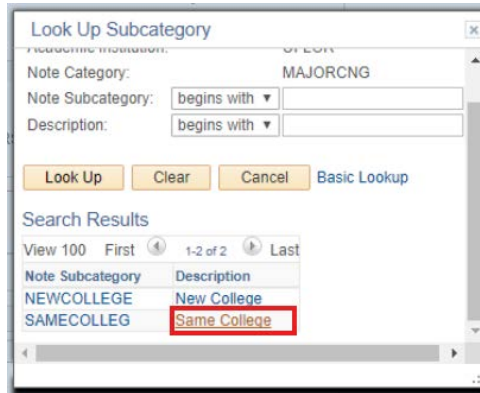 Look Up Subcategory
Note Category: MAJORCNG
Note Subcategory: begins with
Description: begins with
Look Up Clear Cancel Basic Lookup
Search Results
View 100 First 1-2 of 2 Last
Note Subcategory Description
NEWCOLLEGE New College
SAMECOLLEG Same College